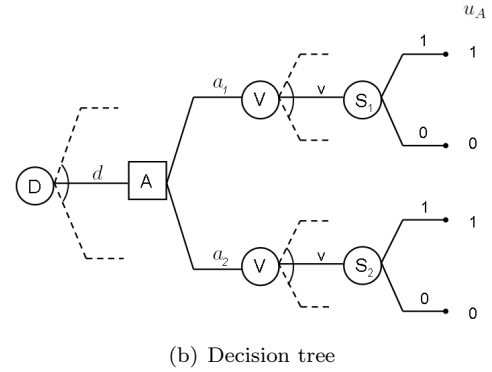 u_A
1 1
a_1 V v S_1
0 0
D d A
1 1
a_2 V v S_2
0 0
(b) Decision tree